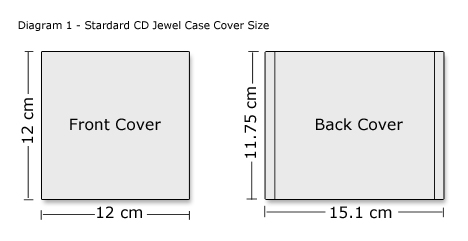 Diagram 1 - Stardard CD Jewel Case Cover Size
12 cm
Front Cover
12 cm
11.75 cm
Back Cover
15.1 cm